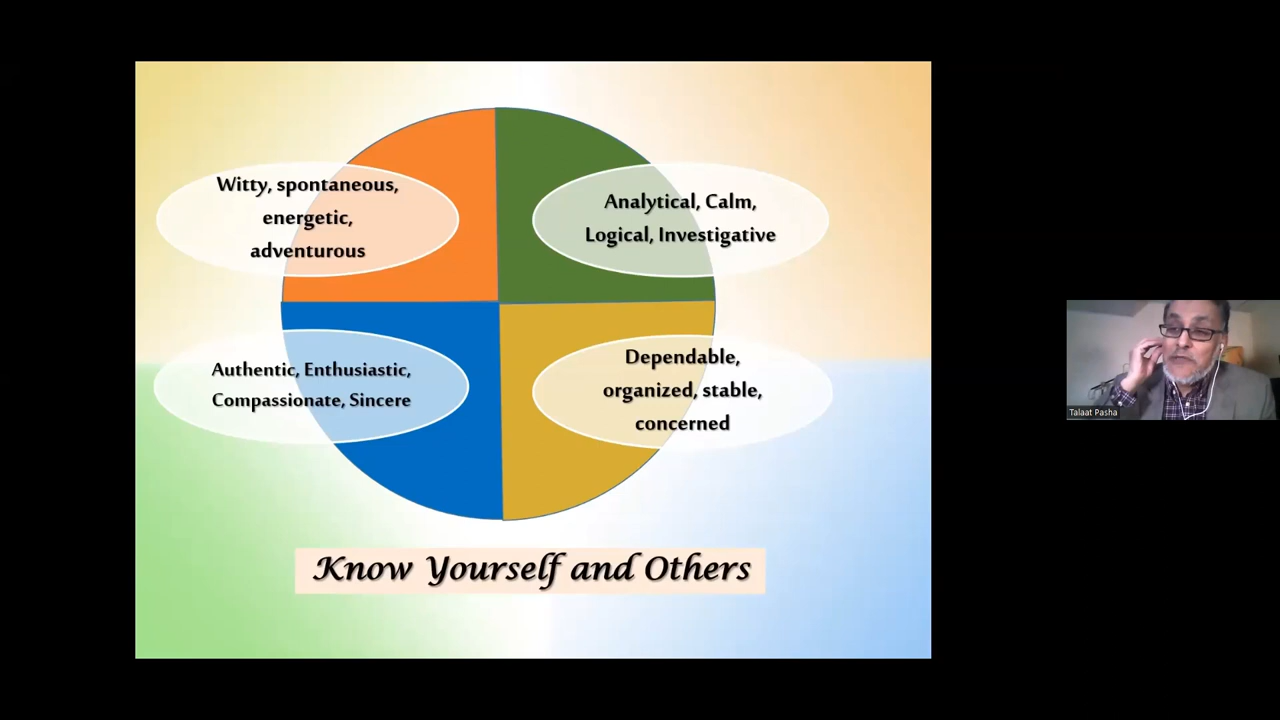 Witty, spontaneous,
energetic,
adventurous
Analytical, Calm,
Logical, Investigative
Authentic, Enthusiastic,
Compassionate, Sincere
Dependable,
organized, stable,
concerned
Know Yourself and Others
Talaat Pasha